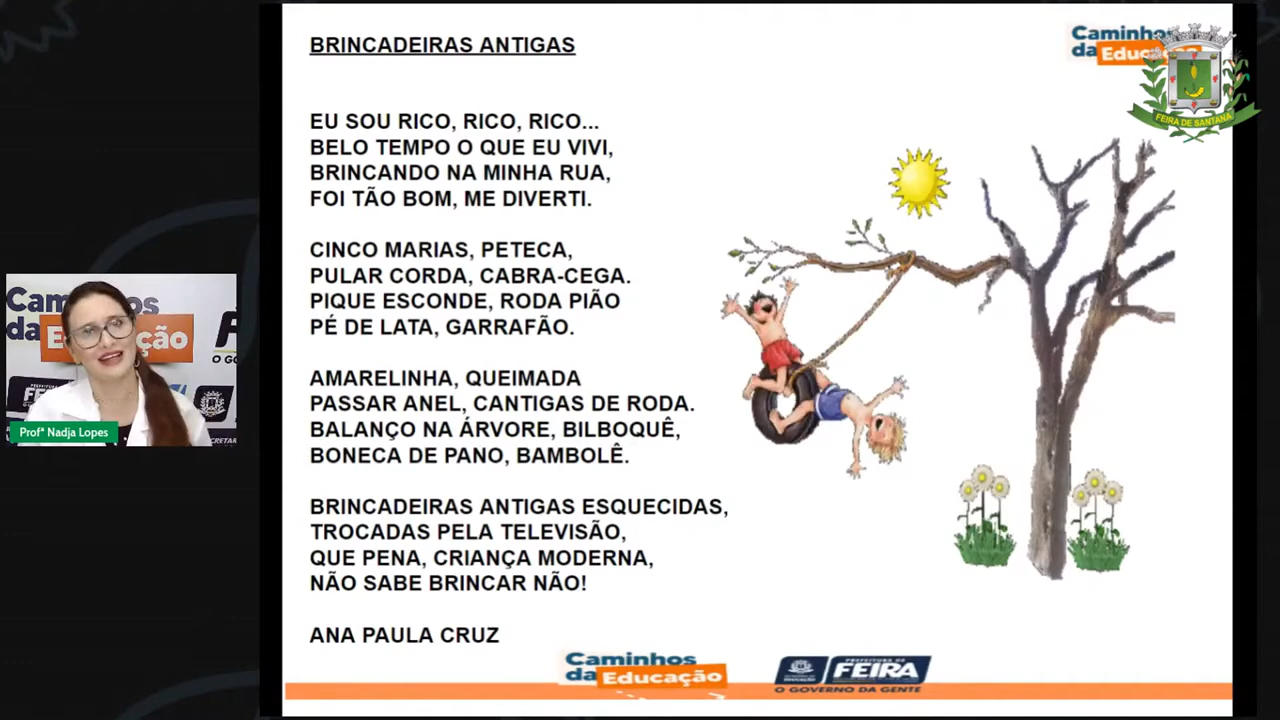 BRINCADEIRAS ANTIGAS
Caminhos
da Educação
FEIRA DE SANTANA
EU SOU RICO, RICO, RICO...
BELO TEMPO O QUE EU VIVI,
BRINCANDO NA MINHA RUA,
FOI TÃO BOM, ME DIVERTI.
CINCO MARIAS, PETECA,
PULAR CORDA, CABRA-CEGA.
PIQUE ESCONDE, RODA PIÃO
PÉ DE LATA, GARRAFÃO.
AMARELINHA, QUEIMADA
PASSAR ANEL, CANTIGAS DE RODA.
BALANÇO NA ÁRVORE, BILBOQUÊ,
BONECA DE PANO, BAMBOLÊ.
BRINCADEIRAS ANTIGAS ESQUECIDAS,
TROCADAS PELA TELEVISÃO,
QUE PENA, CRIANÇA MODERNA,
NÃO SABE BRINCAR NÃO!
ANA PAULA CRUZ
Caminhos
da Educação
PREFEITURA DE
FEIRA
O GOVERNO DA GENTE
Profª Nadja Lopes